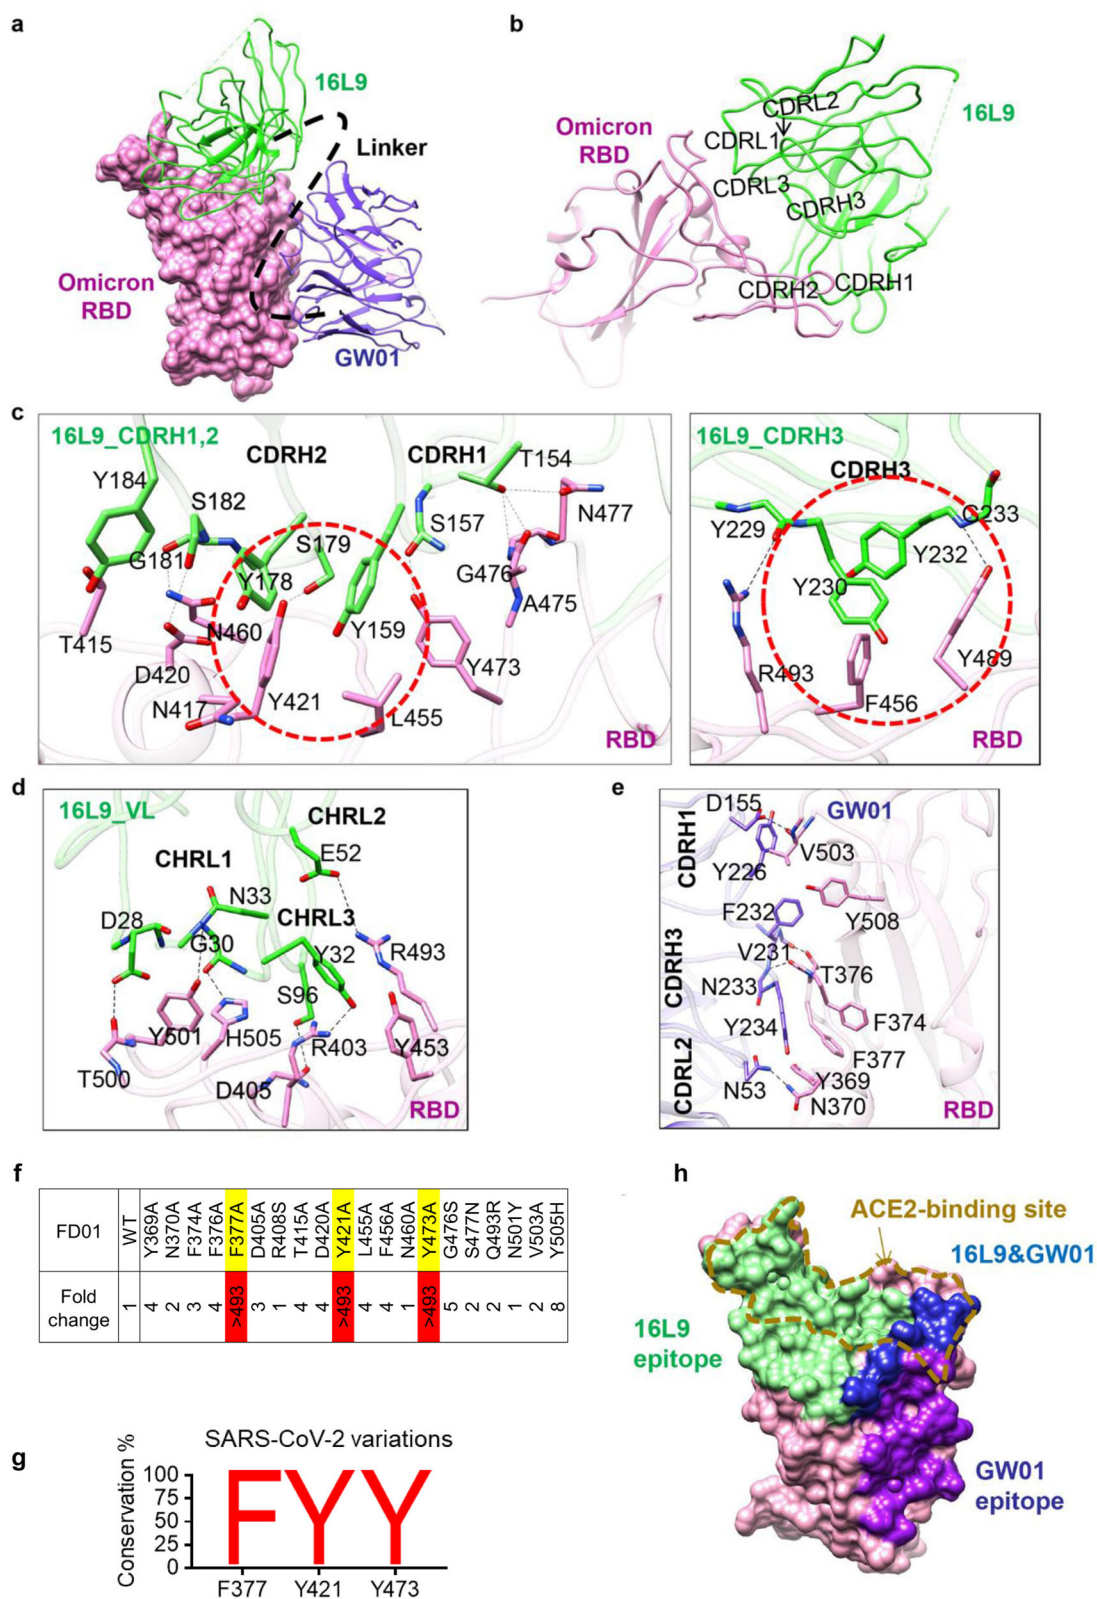 a
16L9
Linker
Omicron
RBD
GW01
b
CDRL2
16L9
Omicron
RBD
CDRL1
CDRL3
CDRH3
CDRH2
CDRH1
c
16L9_CDRH1,2
CDRH2
CDRH1
T154
Y184
S182
S157
N477
S179
G181
Y178
G476
A475
T415
N460
Y159
D420
Y473
N417
Y421
L455
RBD
16L9_CDRH3
CDRH3
G233
Y229
Y232
Y230
R493
Y489
F456
RBD
d
16L9_VL
CHRL2
E52
CHRL1
N33
CHRL3
D28
G30
Y32
R493
S96
Y501
H505
R403
Y453
T500
D405
RBD
e
CDRH1
CDRH3
CDRL2
D155
GW01
V503
Y226
F232
Y508
V231
T376
N233
F374
Y234
F377
N53
Y369
N370
RBD
f
FD01 WT Y369A N370A F374A F376A F377A D405A R408S T415A D420A Y421A L455A F456A N460A Y473A G476S S477N Q493R N501Y V503A Y505H
Fold
change 1 4 2 3 4 >493 3 1 4 4 >493 4 4 1 >493 5 2 2 1 2 8
g
SARS-CoV-2 variations
Conservation %
100
75
50
25
0
FYY
F377 Y421 Y473
h
ACE2-binding site
16L9&GW01
16L9
epitope
GW01
epitope